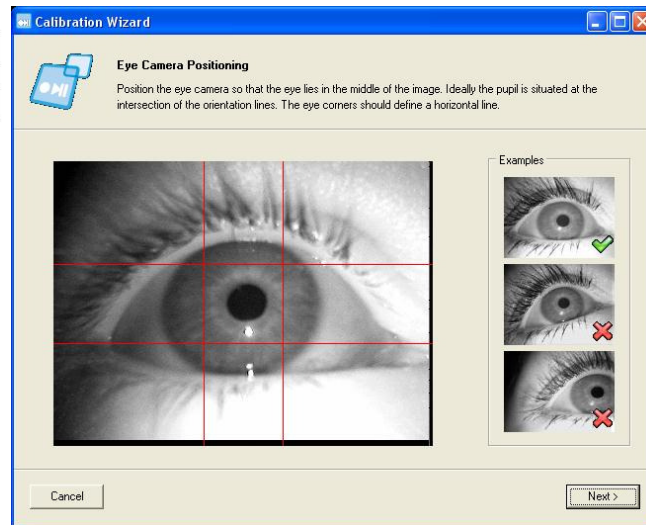 Calibration Wizard
Eye Camera Positioning
Position the eye camera so that the eye lies in the middle of the image. Ideally the pupil is situated at the
intersection of the orientation lines. The eye corners should define a horizontal line.
Examples
Cancel
Next >